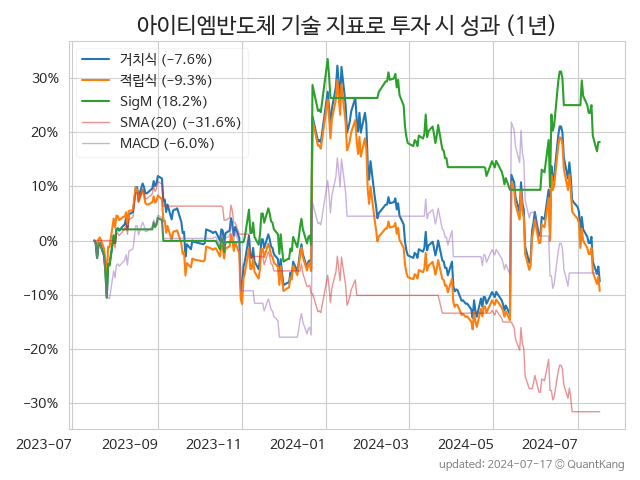 아이티엠반도체 기술 지표로 투자 시 성과 (1년)
거치식 (−7.6%)
적립식 (−9.3%)
SigM (18.2%)
SMA(20) (−31.6%)
MACD (−6.0%)
30%
20%
10%
0%
−10%
−20%
−30%
2023-07
2023-09
2023-11
2024-01
2024-03
2024-05
2024-07
updated: 2024-07-17 © QuantKang